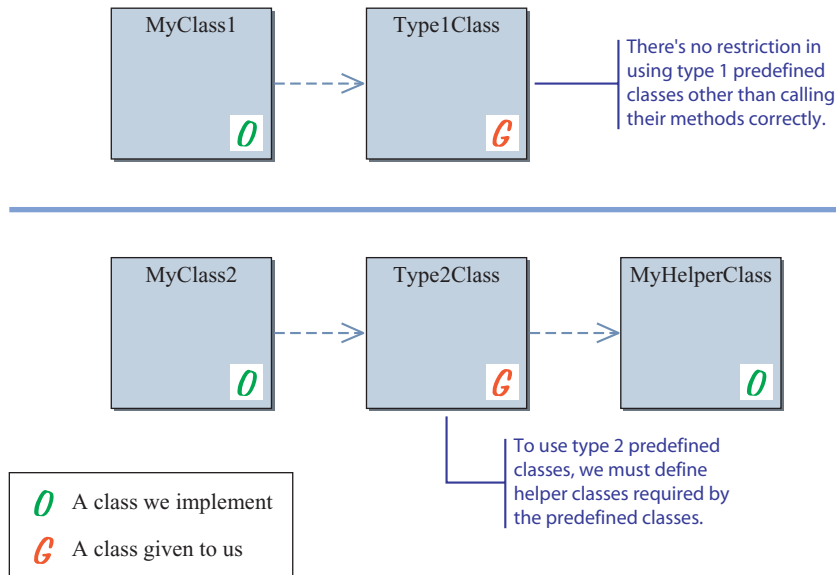 MyClass1
Type1Class
There's no restriction in
using type 1 predefined
classes other than calling
their methods correctly.
O
G
MyClass2
Type2Class
MyHelperClass
O
G
O
To use type 2 predefined
classes, we must define
helper classes required by
the predefined classes.
O A class we implement
G A class given to us